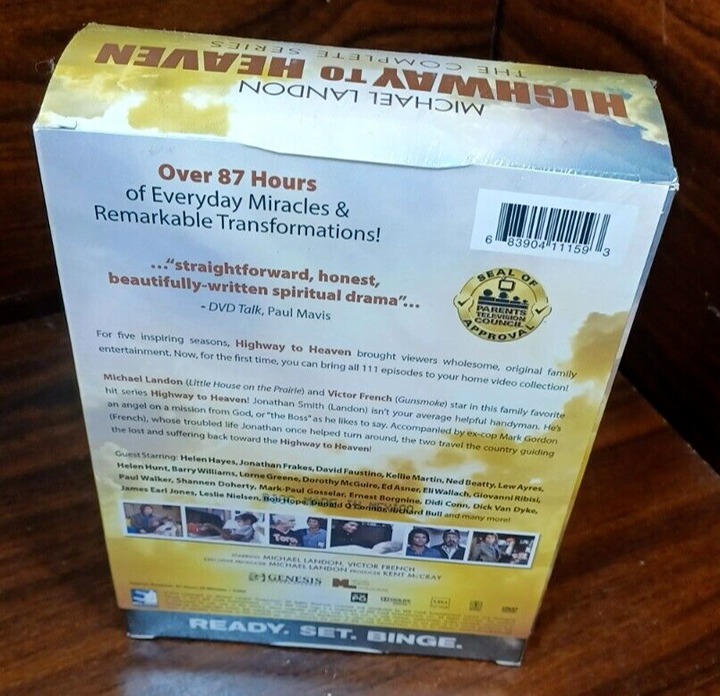 MICHAEL LANDON
HIGHWAY TO HEAVEN
THE COMPLETE SERIES
Over 87 Hours
of Everyday Miracles &
Remarkable Transformations!
6 83904 11159 3
..."straightforward, honest,
beautifully-written spiritual drama"...
- DVD Talk, Paul Mavis
SEAL OF
PARENTS
TELEVISION
COUNCIL
APPROVAL
For five inspiring seasons, Highway to Heaven brought viewers wholesome, original family
entertainment. Now, for the first time, you can bring all 111 episodes to your home video collection!
Michael Landon (Little House on the Prairie) and Victor French (Gunsmoke) star in this family favorite
hit series Highway to Heaven! Jonathan Smith (Landon) isn't your average helpful handyman. He's
an angel on a mission from God, or "the Boss" as he likes to say. Accompanied by ex-cop Mark Gordon
(French), whose troubled life Jonathan once helped turn around, the two travel the country guiding
the lost and suffering back toward the Highway to Heaven!
Guest Starring: Helen Hayes, Jonathan Frakes, David Faustino, Kellie Martin, Ned Beatty, Lew Ayres,
Helen Hunt, Barry Williams, Lorne Greene, Dorothy McGuire, Ed Asner, Eli Wallach, Giovanni Ribisi,
Paul Walker, Shannen Doherty, Mark-Paul Gosselar, Ernest Borgnine, Didi Conn, Dick Van Dyke,
James Earl Jones, Leslie Nielsen, Bob Hope, Donald O'Connor, Richard Bull and many more!
STARRING MICHAEL LANDON, VICTOR FRENCH
EXECUTIVE PRODUCER MICHAEL LANDON PRODUCER KENT McCRAY
GENESIS
PG
READY. SET. BINGE.